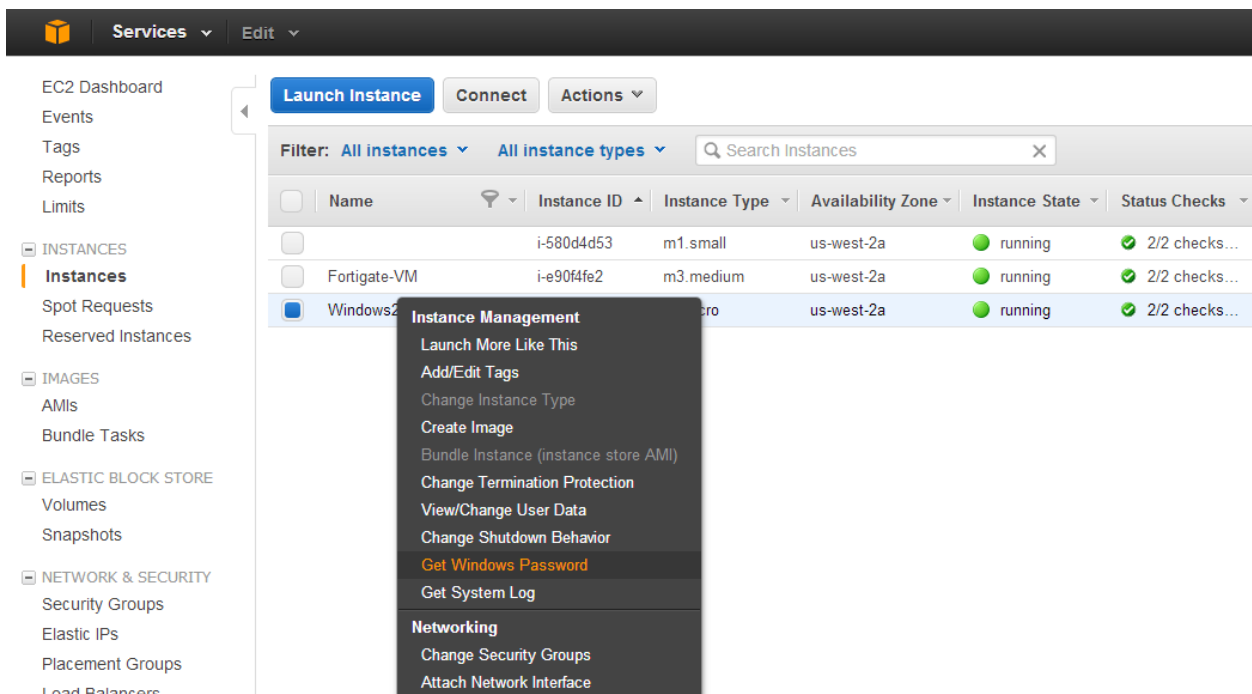 Services Edit
EC2 Dashboard
Events
Tags
Reports
Limits
INSTANCES
Instances
Spot Requests
Reserved Instances
IMAGES
AMIs
Bundle Tasks
ELASTIC BLOCK STORE
Volumes
Snapshots
NETWORK & SECURITY
Security Groups
Elastic IPs
Placement Groups
Load Balancers
Launch Instance Connect Actions
Filter: All instances All instance types Search Instances
Name Instance ID Instance Type Availability Zone Instance State Status Checks
i-580d4d53 m1.small us-west-2a running 2/2 checks...
Fortigate-VM i-e90f4fe2 m3.medium us-west-2a running 2/2 checks...
Windows2 cro us-west-2a running 2/2 checks...
Instance Management
Launch More Like This
Add/Edit Tags
Change Instance Type
Create Image
Bundle Instance (instance store AMI)
Change Termination Protection
View/Change User Data
Change Shutdown Behavior
Get Windows Password
Get System Log
Networking
Change Security Groups
Attach Network Interface